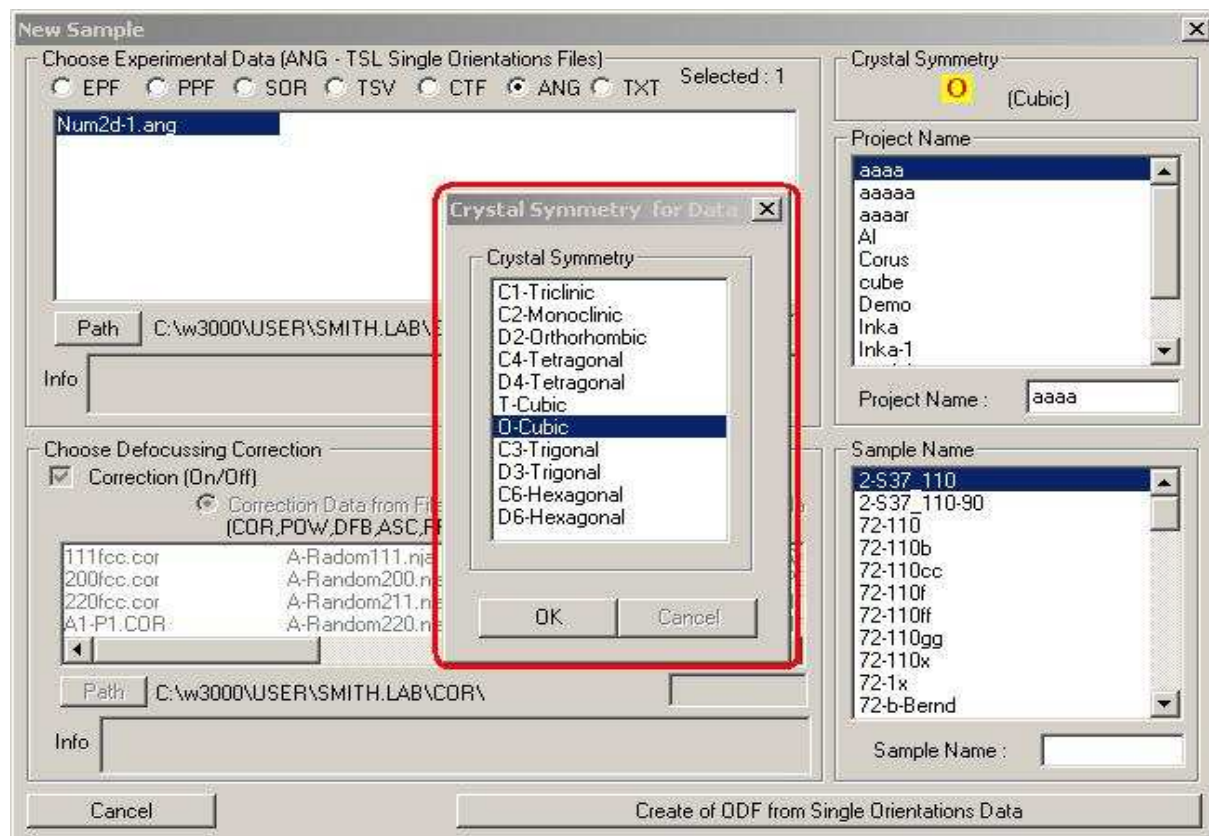 New Sample
Choose Experimental Data (ANG - TSL Single Orientations Files)
EPF PPF SOR TSV CTF ANG TXT Selected : 1
Num2d-1.ang
Path C:\w3000\USER\SMITH.LAB\
Info
Choose Defocussing Correction
Correction (On/Off)
Correction Data from
(COR,POW,DFB,ASC,
111fcc.cor A-Radom111.nja
200fcc.cor A-Random200.
220fcc.cor A-Random211.
A1-P1.COR A-Random220.
Path C:\w3000\USER\SMITH.LAB\COR\
Info
Cancel
Crystal Symmetry for Data
Crystal Symmetry
C1-Triclinic
C2-Monoclinic
D2-Orthorhombic
C4-Tetragonal
D4-Tetragonal
T-Cubic
O-Cubic
C3-Trigonal
D3-Trigonal
C6-Hexagonal
D6-Hexagonal
OK Cancel
Crystal Symmetry
O (Cubic)
Project Name
aaaa
aaaaa
aaaar
Al
Corus
cube
Demo
Inka
Inka-1
Project Name : aaaa
Sample Name
2-S37_110
2-S37_110-90
72-110
72-110b
72-110cc
72-110f
72-110ff
72-110gg
72-110x
72-1x
72-b-Bernd
Sample Name :
Create of ODF from Single Orientations Data